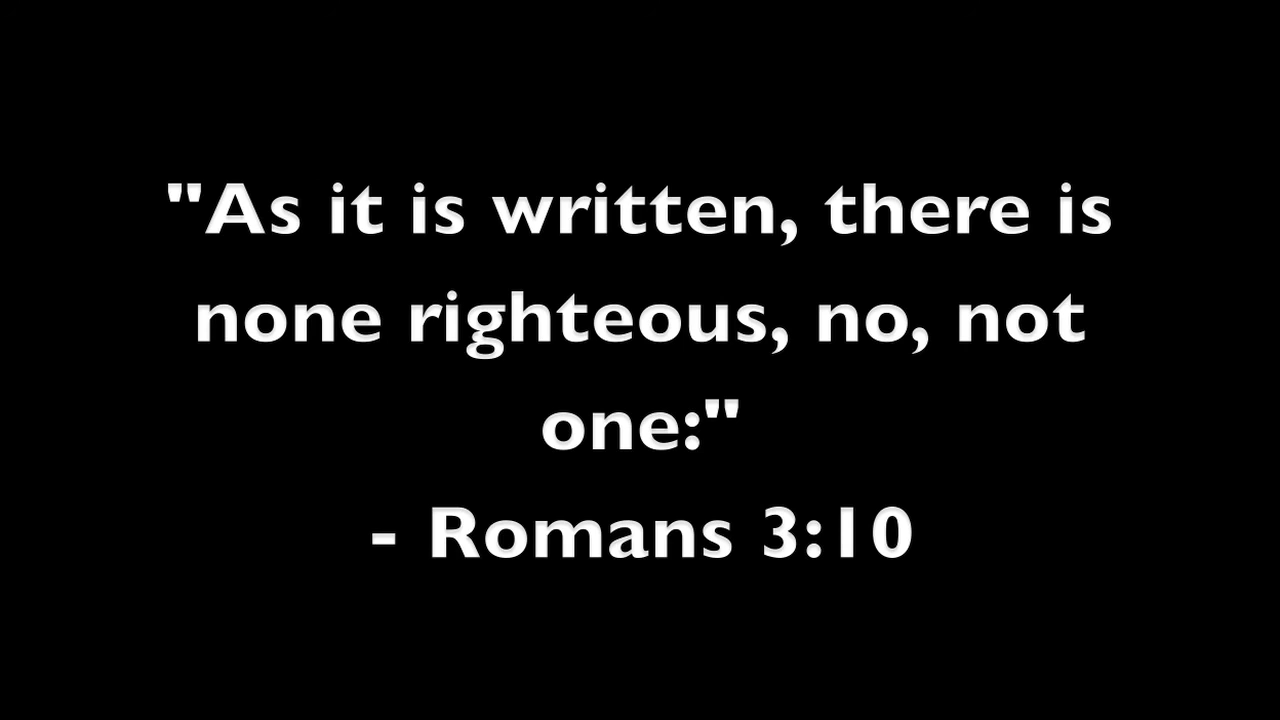 "As it is written, there is
none righteous, no, not
one:"
- Romans 3:10